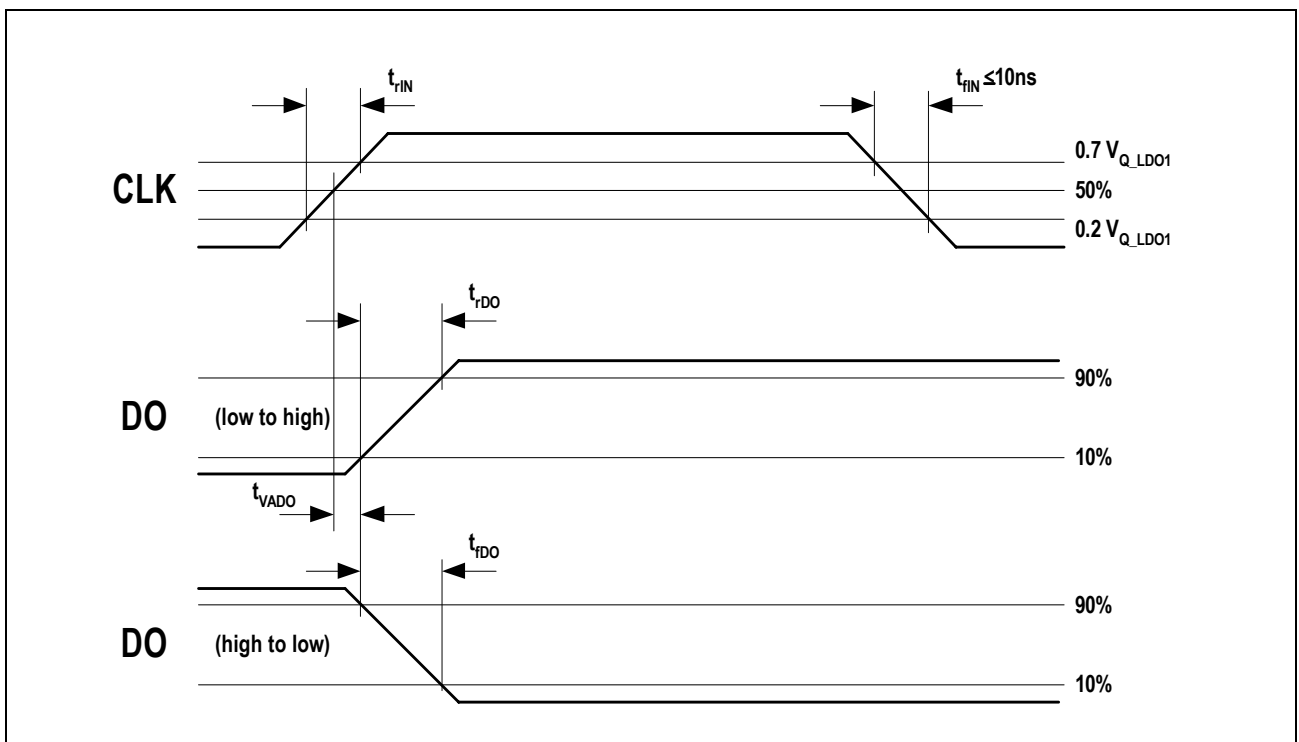 t_rIN
t_fIN ≤10ns
CLK
0.7 V_Q_LDO1
50%
0.2 V_Q_LDO1
t_rDO
DO (low to high)
90%
10%
t_VADO
t_fDO
DO (high to low)
90%
10%